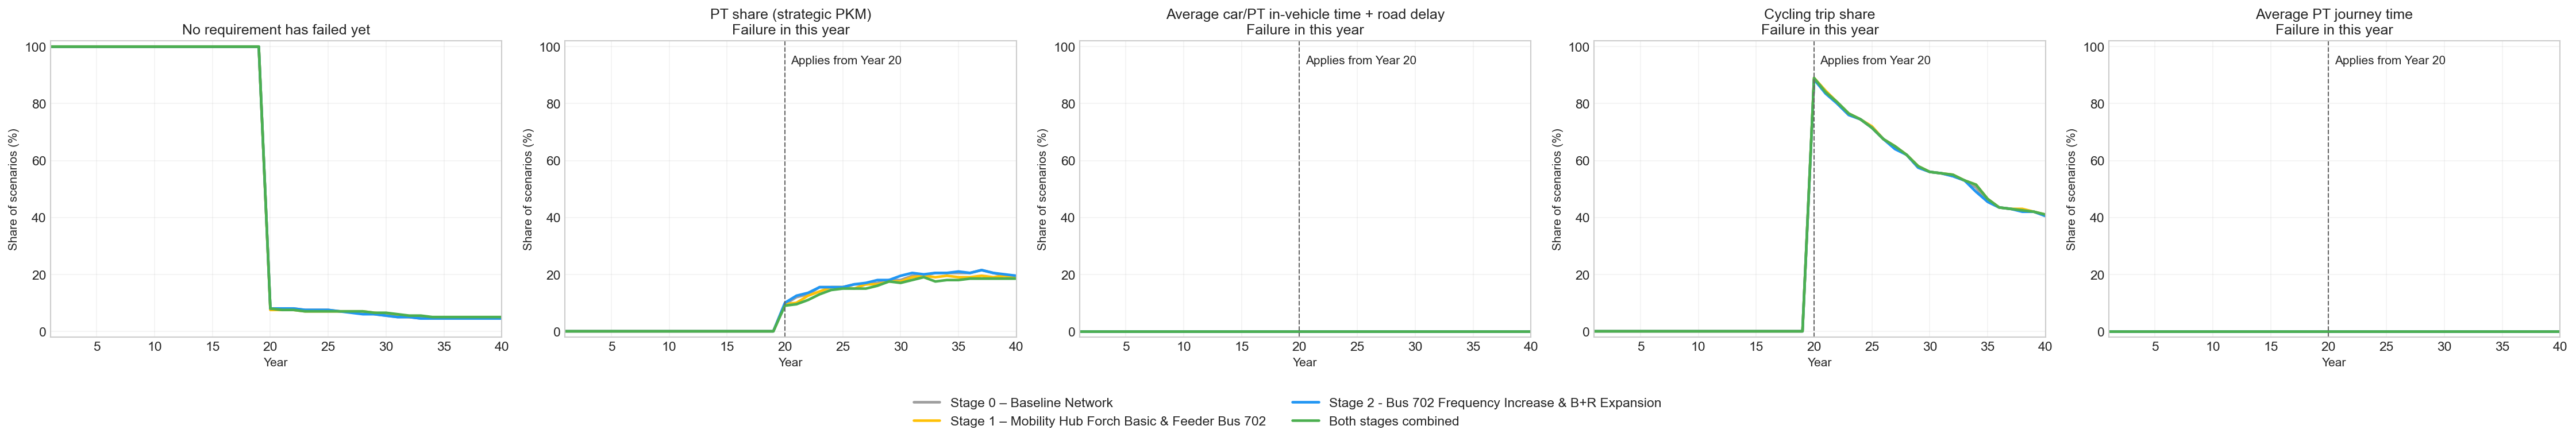 No requirement has failed yet
Share of scenarios (%)
100
80
60
40
20
0
5 10 15 20 25 30 35 40
Year
PT share (strategic PKM)
Failure in this year
Applies from Year 20
Share of scenarios (%)
100
80
60
40
20
0
5 10 15 20 25 30 35 40
Year
Average car/PT in-vehicle time + road delay
Failure in this year
Applies from Year 20
Share of scenarios (%)
100
80
60
40
20
0
5 10 15 20 25 30 35 40
Year
Cycling trip share
Failure in this year
Applies from Year 20
Share of scenarios (%)
100
80
60
40
20
0
5 10 15 20 25 30 35 40
Year
Average PT journey time
Failure in this year
Applies from Year 20
Share of scenarios (%)
100
80
60
40
20
0
5 10 15 20 25 30 35 40
Year
Stage 0 – Baseline Network
Stage 1 – Mobility Hub Forch Basic & Feeder Bus 702
Stage 2 - Bus 702 Frequency Increase & B+R Expansion
Both stages combined